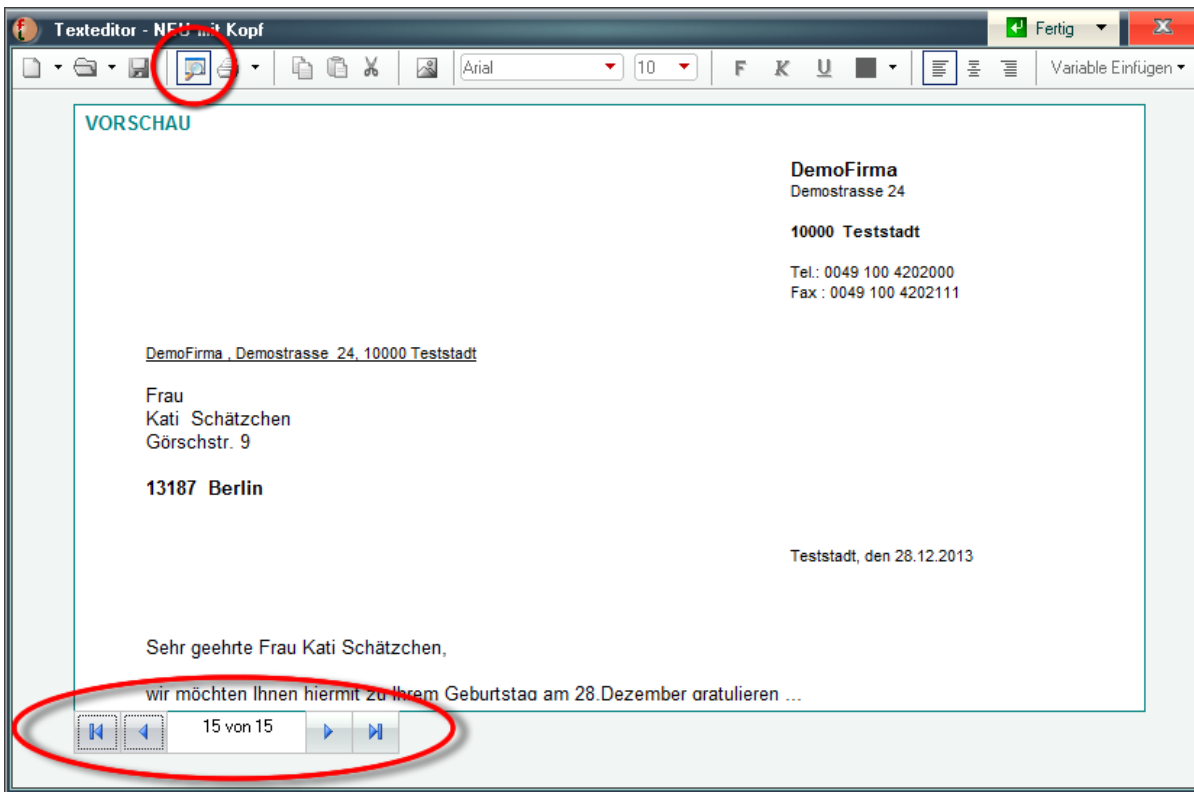 Texteditor - NEU mit Kopf
Fertig
Arial
10
F K U
Variable Einfügen
VORSCHAU
DemoFirma
Demostrasse 24
10000 Teststadt
Tel.: 0049 100 4202000
Fax : 0049 100 4202111
DemoFirma , Demostrasse 24, 10000 Teststadt
Frau
Kati Schätzchen
Görschstr. 9
13187 Berlin
Teststadt, den 28.12.2013
Sehr geehrte Frau Kati Schätzchen,
wir möchten Ihnen hiermit zu Ihrem Geburtstag am 28.Dezember gratulieren ...
15 von 15